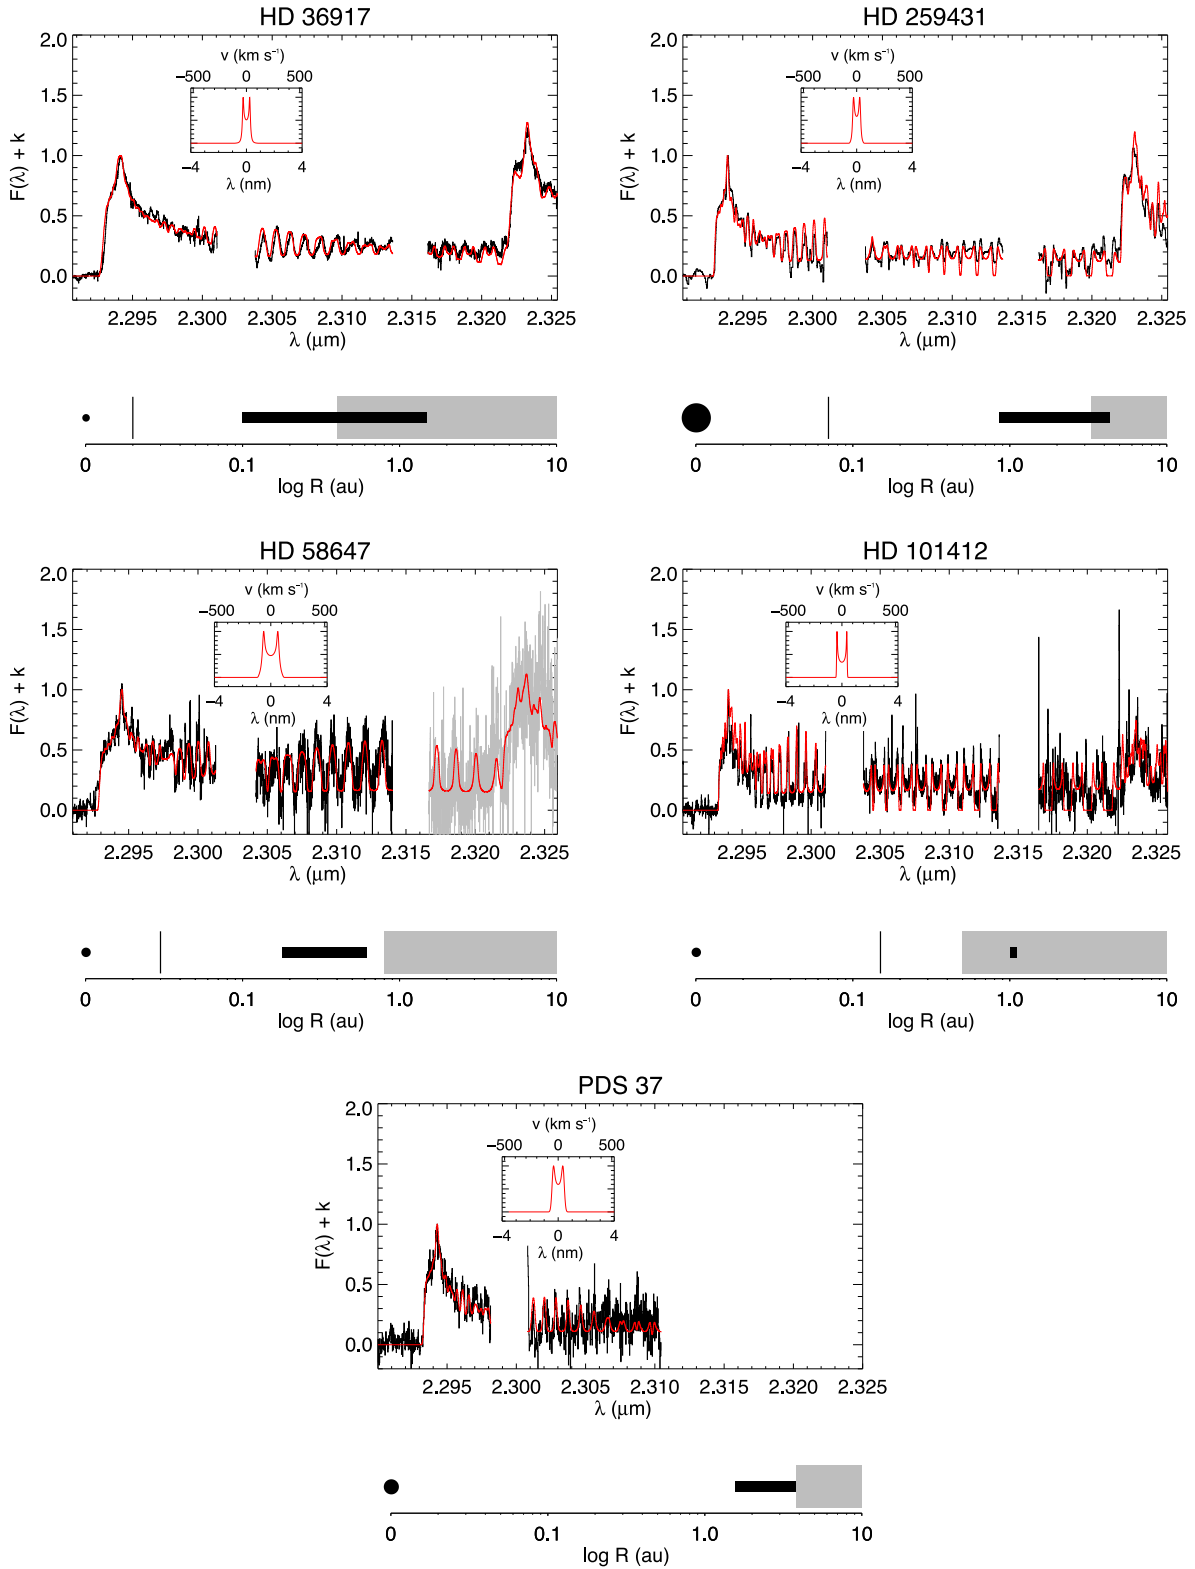 HD 36917
2.0
1.5
1.0
0.5
0.0
F(λ) + k
v (km s⁻¹)
−500 0 500
−4 0 4
λ (nm)
2.295 2.300 2.305 2.310 2.315 2.320 2.325
λ (μm)
0 0.1 1.0 10
log R (au)
HD 259431
2.0
1.5
1.0
0.5
0.0
F(λ) + k
v (km s⁻¹)
−500 0 500
−4 0 4
λ (nm)
2.295 2.300 2.305 2.310 2.315 2.320 2.325
λ (μm)
0 0.1 1.0 10
log R (au)
HD 58647
2.0
1.5
1.0
0.5
0.0
F(λ) + k
v (km s⁻¹)
−500 0 500
−4 0 4
λ (nm)
2.295 2.300 2.305 2.310 2.315 2.320 2.325
λ (μm)
0 0.1 1.0 10
log R (au)
HD 101412
2.0
1.5
1.0
0.5
0.0
F(λ) + k
v (km s⁻¹)
−500 0 500
−4 0 4
λ (nm)
2.295 2.300 2.305 2.310 2.315 2.320 2.325
λ (μm)
0 0.1 1.0 10
log R (au)
PDS 37
2.0
1.5
1.0
0.5
0.0
F(λ) + k
v (km s⁻¹)
−500 0 500
−4 0 4
λ (nm)
2.295 2.300 2.305 2.310 2.315 2.320 2.325
λ (μm)
0 0.1 1.0 10
log R (au)